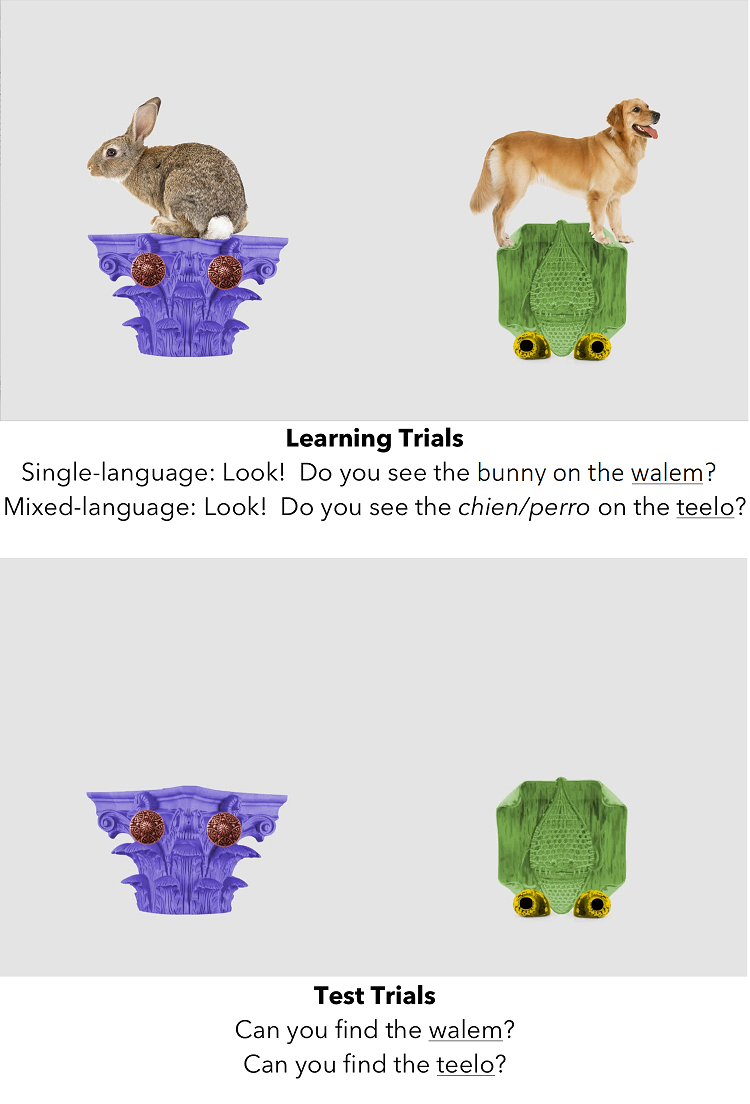 Learning Trials
Single-language: Look! Do you see the bunny on the walem?
Mixed-language: Look! Do you see the chien/perro on the teelo?
Test Trials
Can you find the walem?
Can you find the teelo?